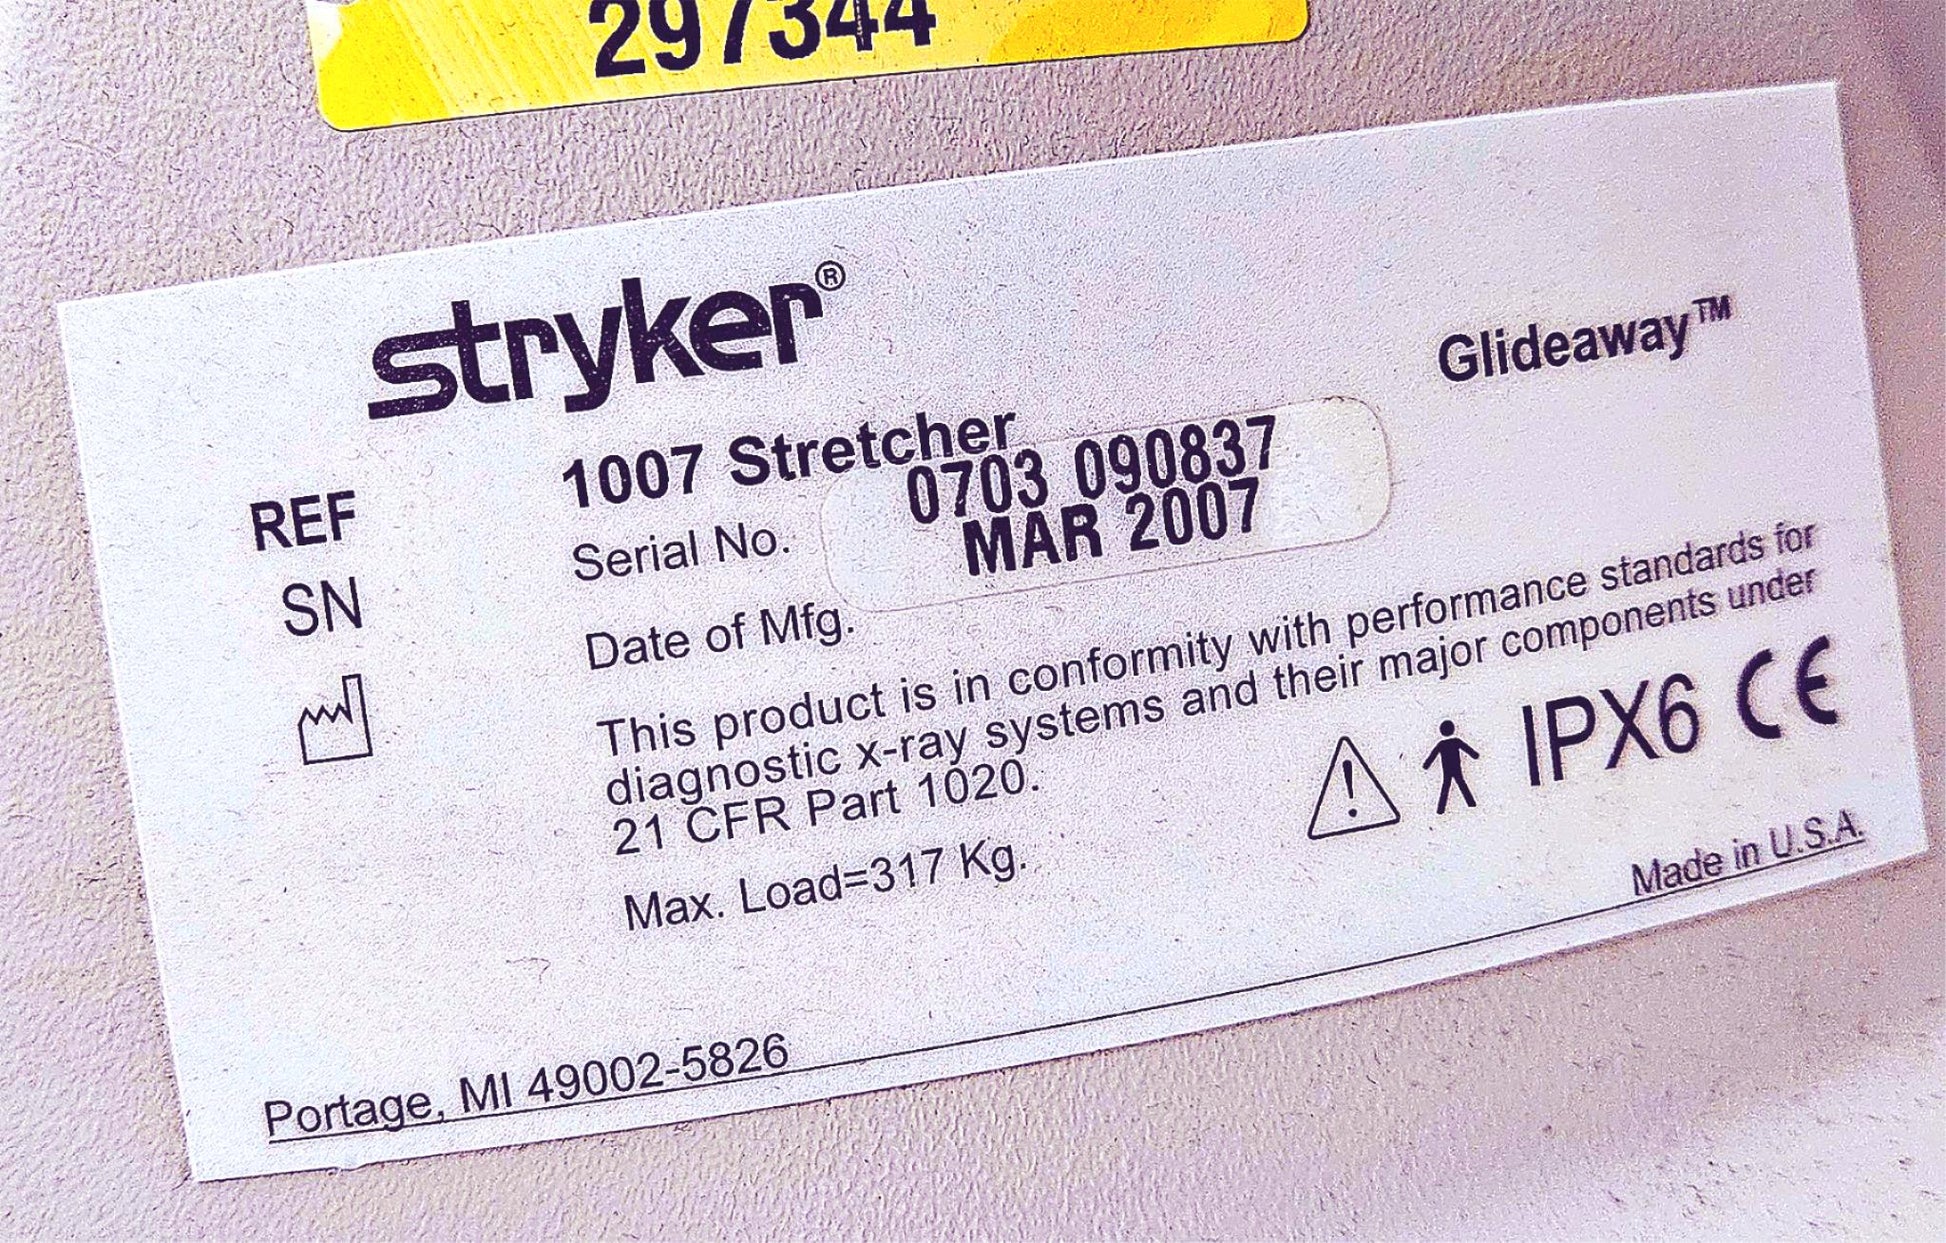 297344
stryker®
Glideaway™
REF 1007 Stretcher
SN Serial No. 0703 090837
Date of Mfg. MAR 2007
This product is in conformity with performance standards for
diagnostic x-ray systems and their major components under
21 CFR Part 1020.
IPX6 CE
Max. Load=317 Kg.
Made in U.S.A.
Portage, MI 49002-5826